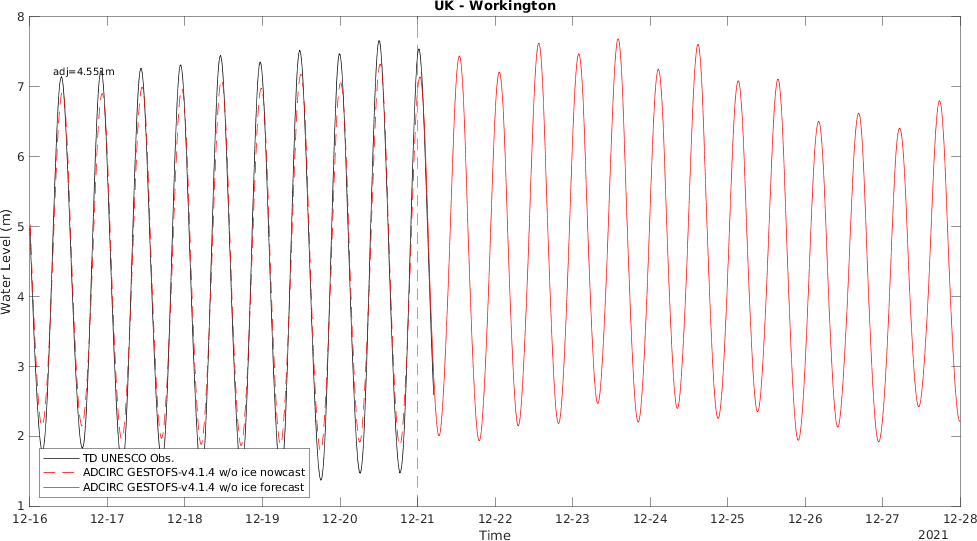 UK - Workington
8
7
6
5
4
3
2
1
Water Level (m)
adj=4.551m
TD UNESCO Obs.
ADCIRC GESTOFS-v4.1.4 w/o ice nowcast
ADCIRC GESTOFS-v4.1.4 w/o ice forecast
12-16 12-17 12-18 12-19 12-20 12-21 12-22 12-23 12-24 12-25 12-26 12-27 12-28
Time
2021